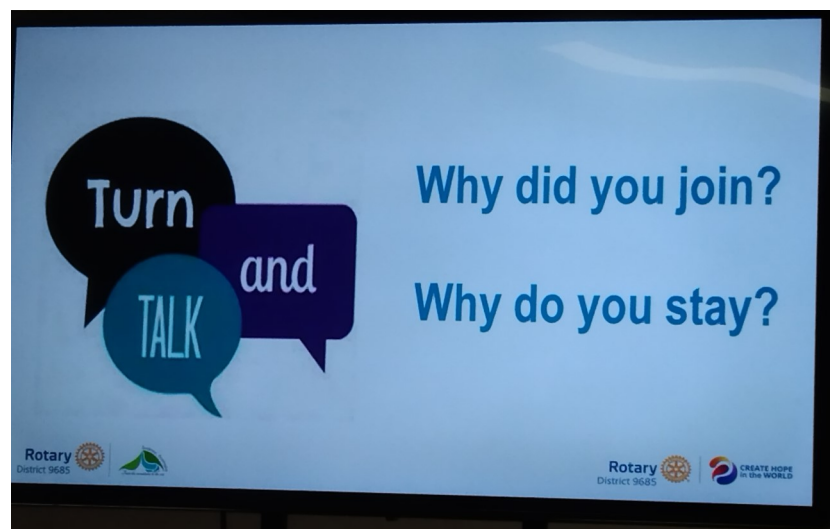 Turn
and
TALK
Why did you join?
Why do you stay?
Rotary
District 9685
Rotary
District 9685
CREATE HOPE
in the WORLD